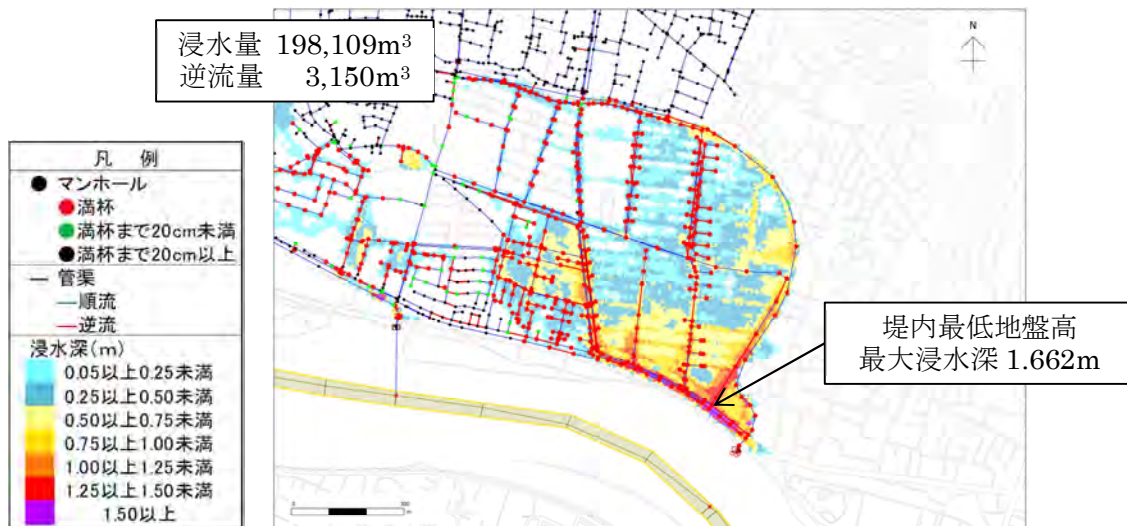 浸水量 198,109m³
逆流量 3,150m³
N
凡 例
マンホール
満杯
満杯まで20cm未満
満杯まで20cm以上
管渠
順流
逆流
浸水深(m)
0.05以上0.25未満
0.25以上0.50未満
0.50以上0.75未満
0.75以上1.00未満
1.00以上1.25未満
1.25以上1.50未満
1.50以上
堤内最低地盤高
最大浸水深 1.662m